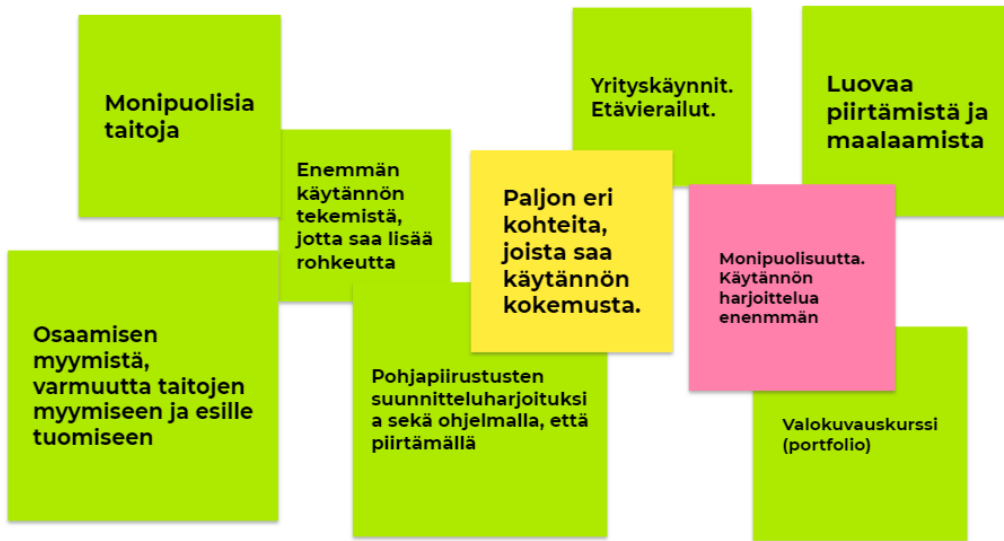 Monipuolisia
taitoja
Enemmän
käytännön
tekemistä,
jotta saa lisää
rohkeutta
Yrityskäynnit.
Etävierailut.
Luovaa
piirtämistä ja
maalaamista
Paljon eri
kohteita,
joista saa
käytännön
kokemusta.
Monipuolisuutta.
Käytännön
harjoittelua
enenmmän
Osaamisen
myymistä,
varmuutta taitojen
myymiseen ja esille
tuomiseen
Pohjapiirustusten
suunnitteluharjoituksi
a sekä ohjelmalla, että
piirtämällä
Valokuvauskurssi
(portfolio)